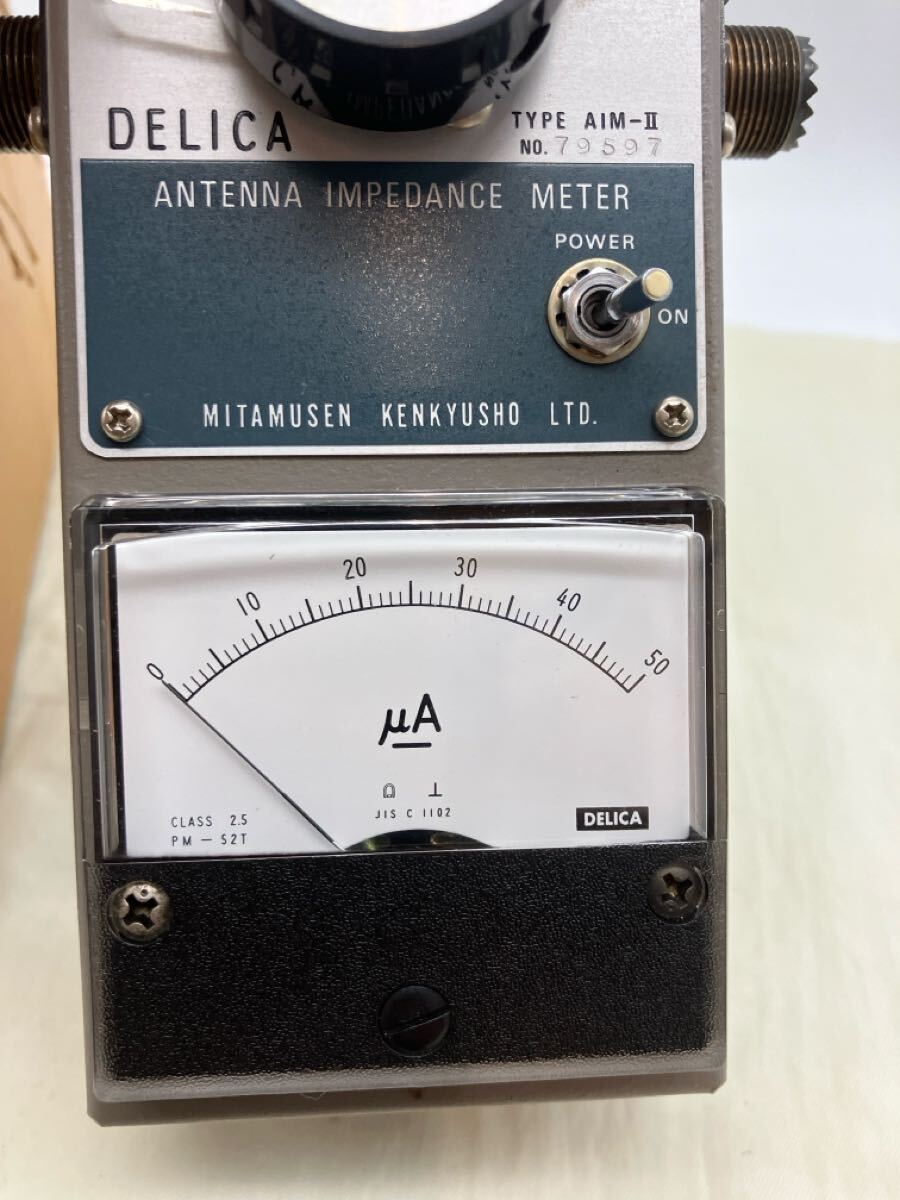 DELICA
TYPE AIM-II
NO. 79597
ANTENNA IMPEDANCE METER
POWER
ON
MITAMUSEN KENKYUSHO LTD.
0 10 20 30 40 50
µA
JIS C 1102
CLASS 2.5
PM - 52T
DELICA